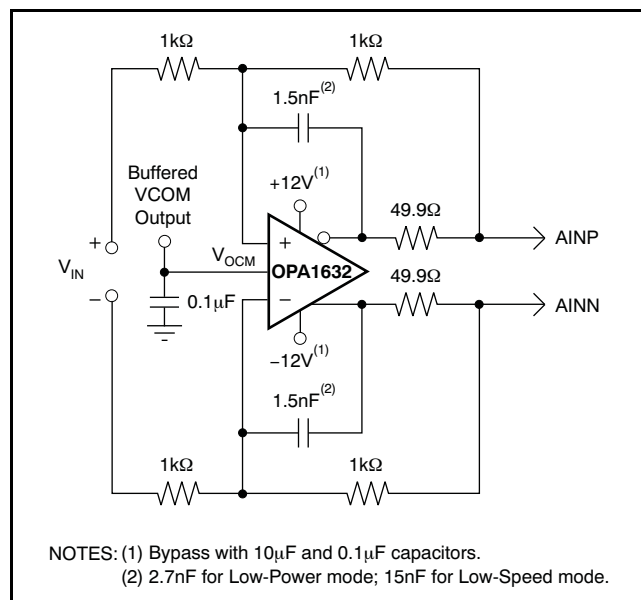 1kΩ
1kΩ
1.5nF(2)
Buffered
VCOM
Output
+12V(1)
49.9Ω
+
VOCM
+
AINP
VIN
OPA1632
49.9Ω
−
0.1µF
−
AINN
−12V(1)
1.5nF(2)
1kΩ
1kΩ
NOTES: (1) Bypass with 10µF and 0.1µF capacitors.
(2) 2.7nF for Low-Power mode; 15nF for Low-Speed mode.